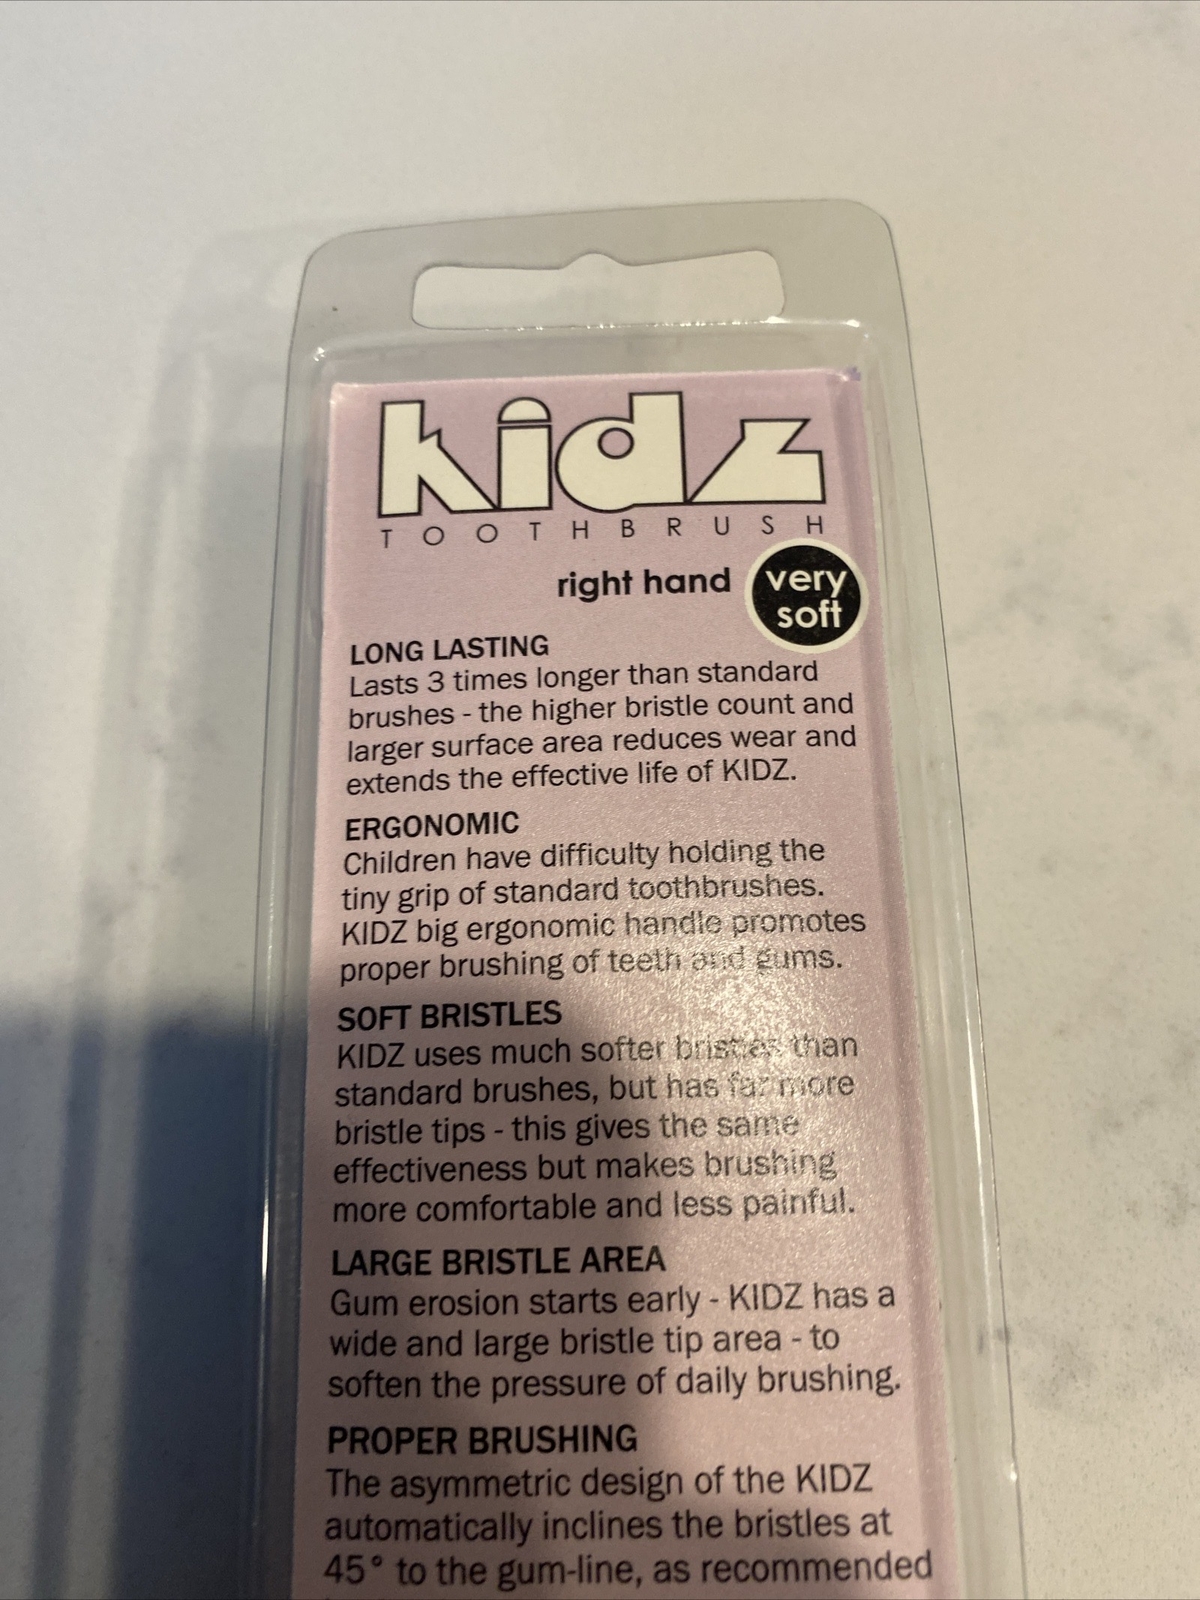 kidz
TOOTHBRUSH
right hand
very
soft
LONG LASTING
Lasts 3 times longer than standard
brushes - the higher bristle count and
larger surface area reduces wear and
extends the effective life of KIDZ.
ERGONOMIC
Children have difficulty holding the
tiny grip of standard toothbrushes.
KIDZ big ergonomic handle promotes
proper brushing of teeth and gums.
SOFT BRISTLES
KIDZ uses much softer bristles than
standard brushes, but has far more
bristle tips - this gives the same
effectiveness but makes brushing
more comfortable and less painful.
LARGE BRISTLE AREA
Gum erosion starts early - KIDZ has a
wide and large bristle tip area - to
soften the pressure of daily brushing.
PROPER BRUSHING
The asymmetric design of the KIDZ
automatically inclines the bristles at
45° to the gum-line, as recommended